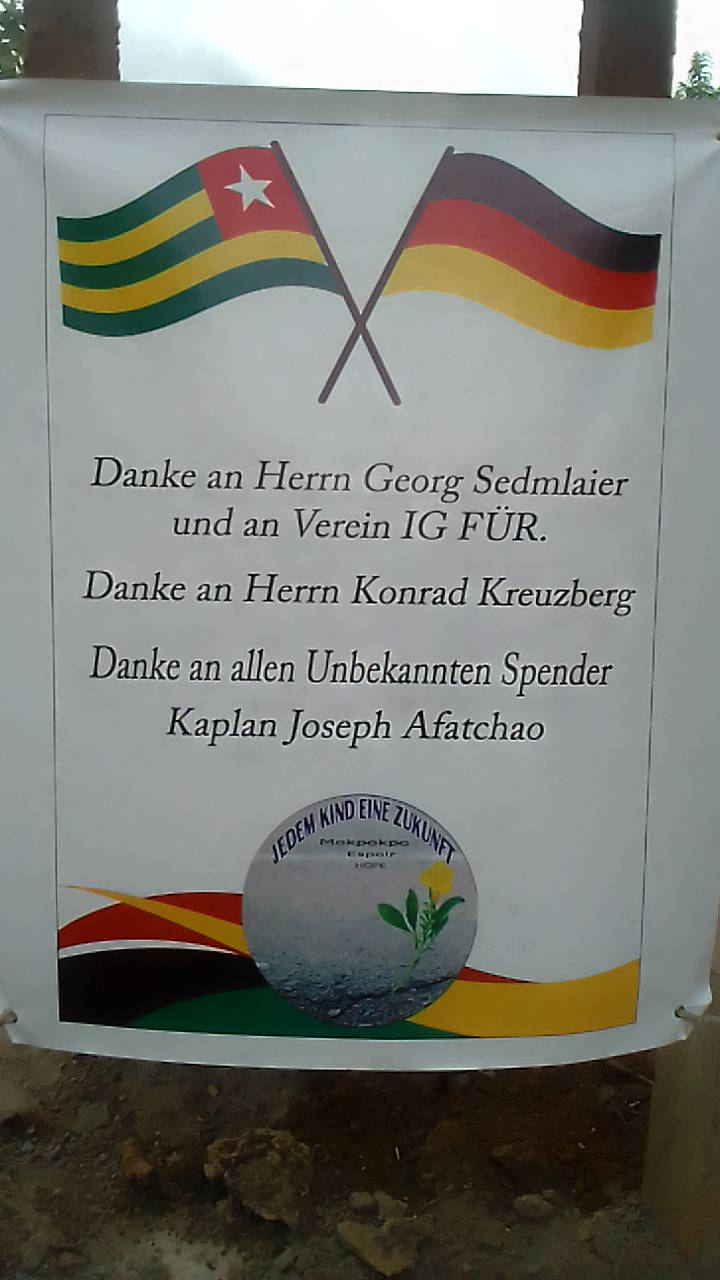 Danke an Herrn Georg Sedmlaier
und an Verein IG FÜR.
Danke an Herrn Konrad Kreuzberg
Danke an allen Unbekannten Spender
Kaplan Joseph Afatchao
JEDEM KIND EINE ZUKUNFT
Mokpokpo
Espoir
HOPE